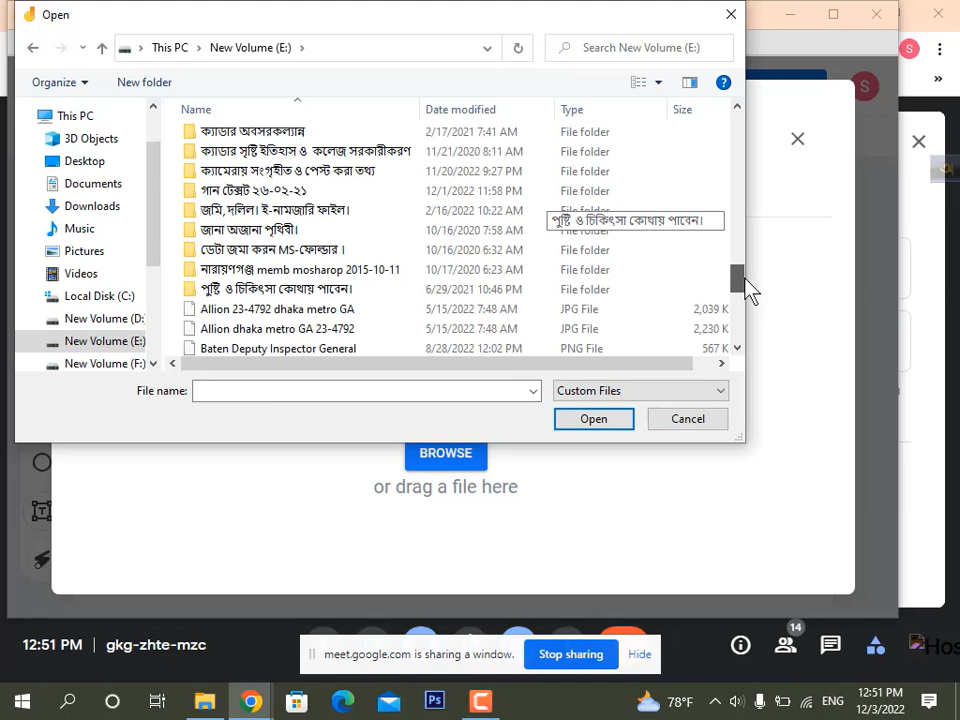 Open
This PC > New Volume (E:) >
Search New Volume (E:)
Organize
New folder
Name Date modified Type Size
This PC
3D Objects
Desktop
Documents
Downloads
Music
Pictures
Videos
Local Disk (C:)
New Volume (D:
New Volume (E:)
New Volume (F:)
ক্যাডার অবসরকল্যান্ন 2/17/2021 7:41 AM File folder
ক্যাডার সৃষ্টি ইতিহাস ও কলেজ সরকারীকরণ 11/21/2020 8:11 AM File folder
ক্যামেরায় সংগৃহীত ও পেস্ট করা তথ্য 11/20/2022 9:27 PM File folder
গান টেক্সট ২৬-০২-২১ 12/1/2022 11:58 PM File folder
জমি, দলিল। ই-নামজারি ফাইল। 2/16/2022 10:22 AM
পুষ্টি ও চিকিৎসা কোথায় পাবেন।
জানা অজানা পৃথিবী। 10/16/2020 7:58 AM File folder
ডেটা জমা করন MS-ফোল্ডার । 10/16/2020 6:32 AM File folder
নারায়ণগঞ্জ memb mosharop 2015-10-11 10/17/2020 6:23 AM File folder
পুষ্টি ও চিকিৎসা কোথায় পাবেন। 6/29/2021 10:46 PM File folder
Allion 23-4792 dhaka metro GA 5/15/2022 7:48 AM JPG File 2,039 K
Allion dhaka metro GA 23-4792 5/15/2022 7:48 AM JPG File 2,230 K
Baten Deputy Inspector General 8/28/2022 12:02 PM PNG File 567 K
File name:
Custom Files
Open
Cancel
S
S
BROWSE
or drag a file here
12:51 PM | gkg-zhte-mzc
meet.google.com is sharing a window.
Stop sharing
Hide
14
Hos
Ps
78°F
ENG
12:51 PM
12/3/2022